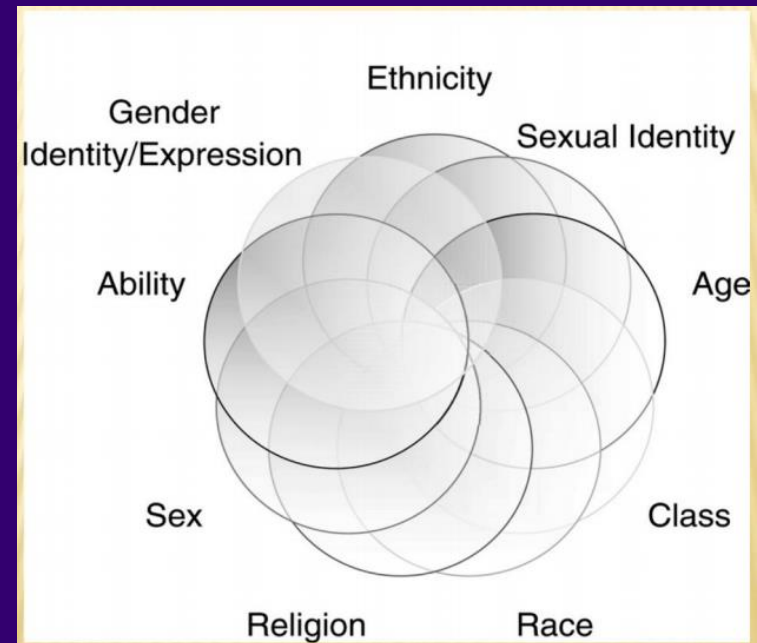 Ethnicity
Gender
Identity/Expression
Sexual Identity
Ability
Age
Sex
Class
Religion
Race